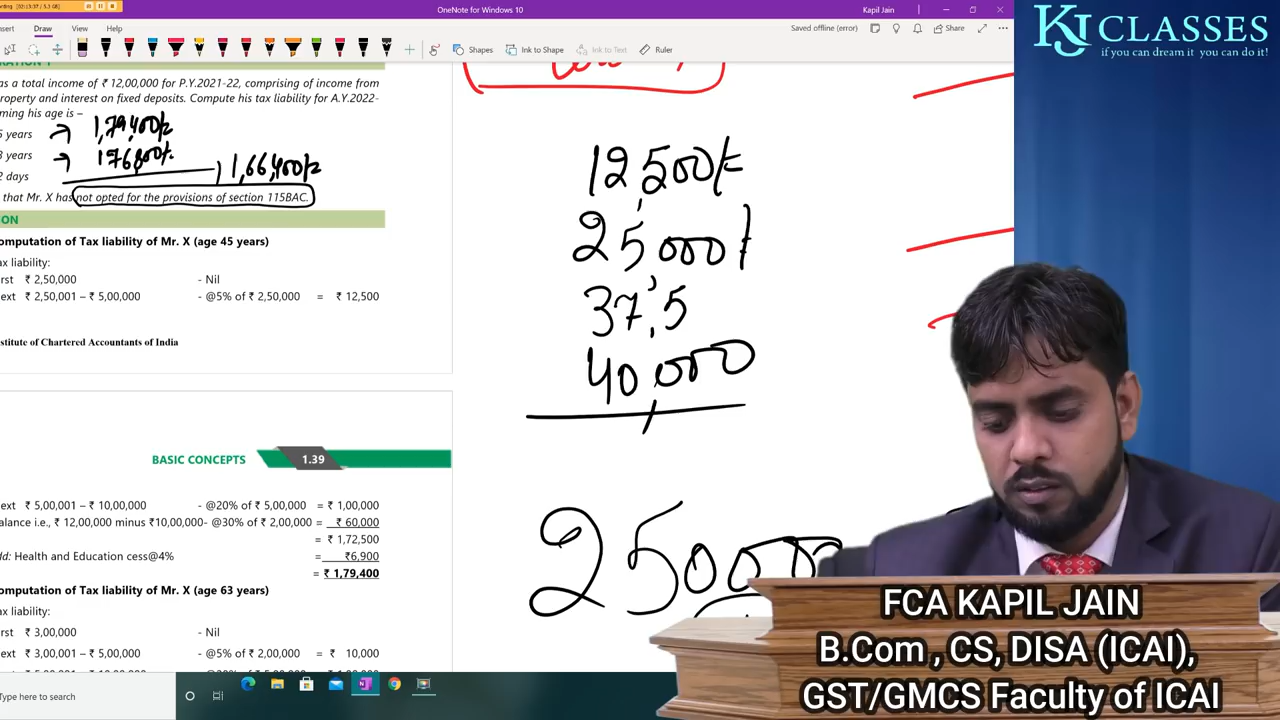 OneNote for Windows 10
Kapil Jain
Draw
View
Help
Saved offline (error)
Share
Shapes
Ink to Shape
Ink to Text
Ruler
as a total income of ₹ 12,00,000 for P.Y.2021-22, comprising of income from
property and interest on fixed deposits. Compute his tax liability for A.Y.2022-
ming his age is –
years → 1,79,400/-
years → 176,800/-
2 days 1,66,400/-
that Mr. X has not opted for the provisions of section 115BAC.
ON
omputation of Tax liability of Mr. X (age 45 years)
ax liability:
rst ₹ 2,50,000 - Nil
ext ₹ 2,50,001 – ₹ 5,00,000 - @5% of ₹ 2,50,000 = ₹ 12,500
stitute of Chartered Accountants of India
BASIC CONCEPTS 1.39
ext ₹ 5,00,001 – ₹ 10,00,000 - @20% of ₹ 5,00,000 = ₹ 1,00,000
alance i.e., ₹ 12,00,000 minus ₹10,00,000- @30% of ₹ 2,00,000 = ₹ 60,000
= ₹ 1,72,500
dd: Health and Education cess@4% = ₹6,900
= ₹ 1,79,400
omputation of Tax liability of Mr. X (age 63 years)
ax liability:
rst ₹ 3,00,000 - Nil
ext ₹ 3,00,001 – ₹ 5,00,000 - @5% of ₹ 2,00,000 = ₹ 10,000
12,500/-
25,000/-
37,5
40,000
25000
ype here to search
KJ CLASSES
if you can dream it you can do it!
FCA KAPIL JAIN
B.Com , CS, DISA (ICAI),
GST/GMCS Faculty of ICAI